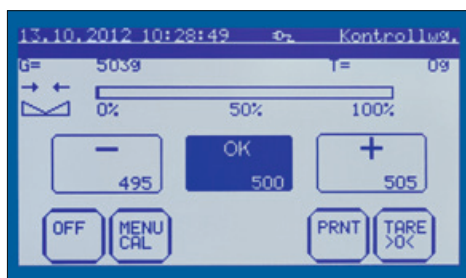 13.10.2012 10:28:49 Kontrollwg.
G= 503g T= 0g
0% 50% 100%
− OK +
495 500 505
OFF MENU CAL PRNT TARE >0<